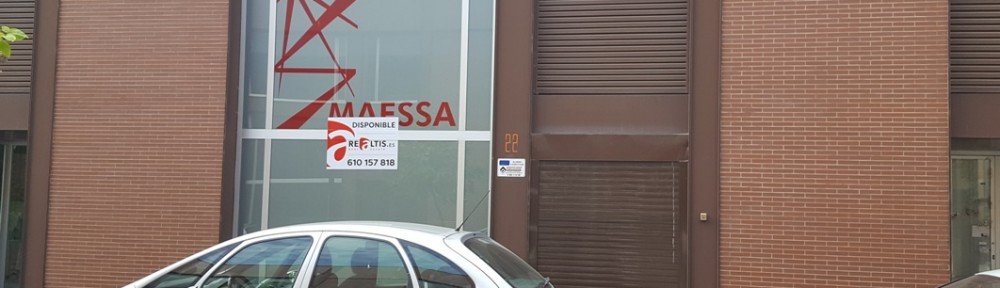 MAESSA
DISPONIBLE
REALTIS.ES
610 157 818
22